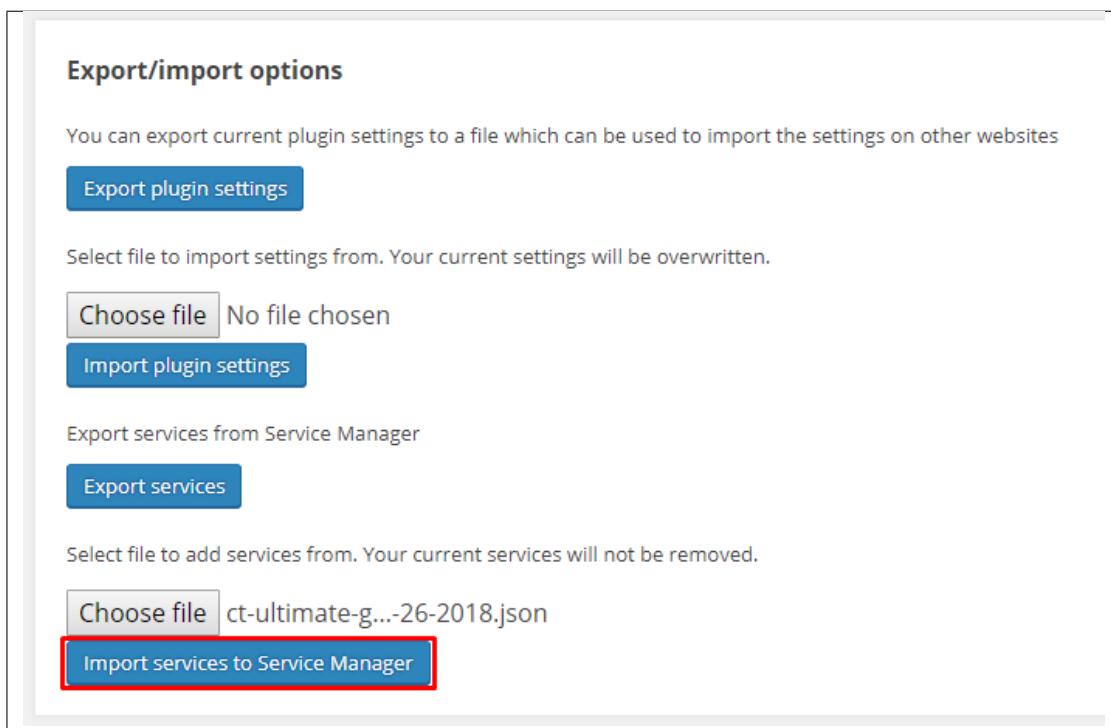 Export/import options
You can export current plugin settings to a file which can be used to import the settings on other websites
Export plugin settings
Select file to import settings from. Your current settings will be overwritten.
Choose file No file chosen
Import plugin settings
Export services from Service Manager
Export services
Select file to add services from. Your current services will not be removed.
Choose file ct-ultimate-g...-26-2018.json
Import services to Service Manager